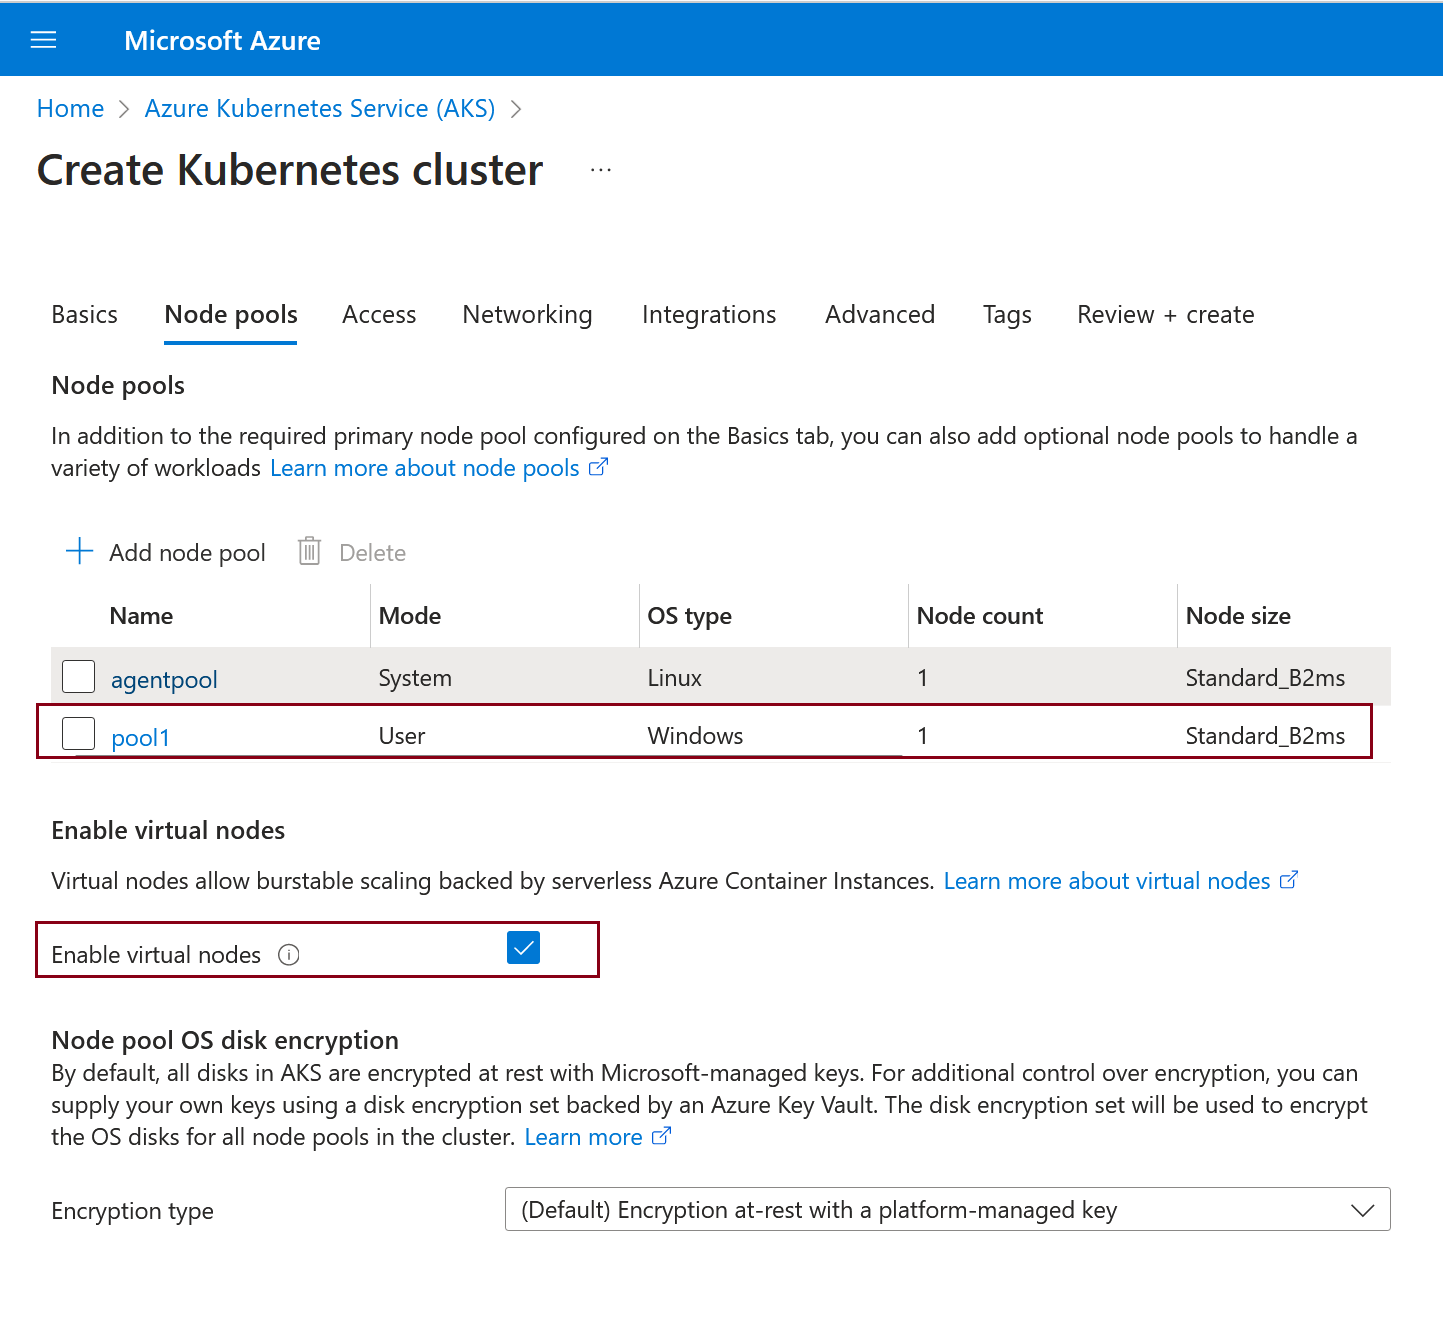 Microsoft Azure
Home > Azure Kubernetes Service (AKS) >
Create Kubernetes cluster ...
Basics Node pools Access Networking Integrations Advanced Tags Review + create
Node pools
In addition to the required primary node pool configured on the Basics tab, you can also add optional node pools to handle a
variety of workloads Learn more about node pools
Add node pool Delete
Name Mode OS type Node count Node size
agentpool System Linux 1 Standard_B2ms
pool1 User Windows 1 Standard_B2ms
Enable virtual nodes
Virtual nodes allow burstable scaling backed by serverless Azure Container Instances. Learn more about virtual nodes
Enable virtual nodes
Node pool OS disk encryption
By default, all disks in AKS are encrypted at rest with Microsoft-managed keys. For additional control over encryption, you can
supply your own keys using a disk encryption set backed by an Azure Key Vault. The disk encryption set will be used to encrypt
the OS disks for all node pools in the cluster. Learn more
Encryption type (Default) Encryption at-rest with a platform-managed key